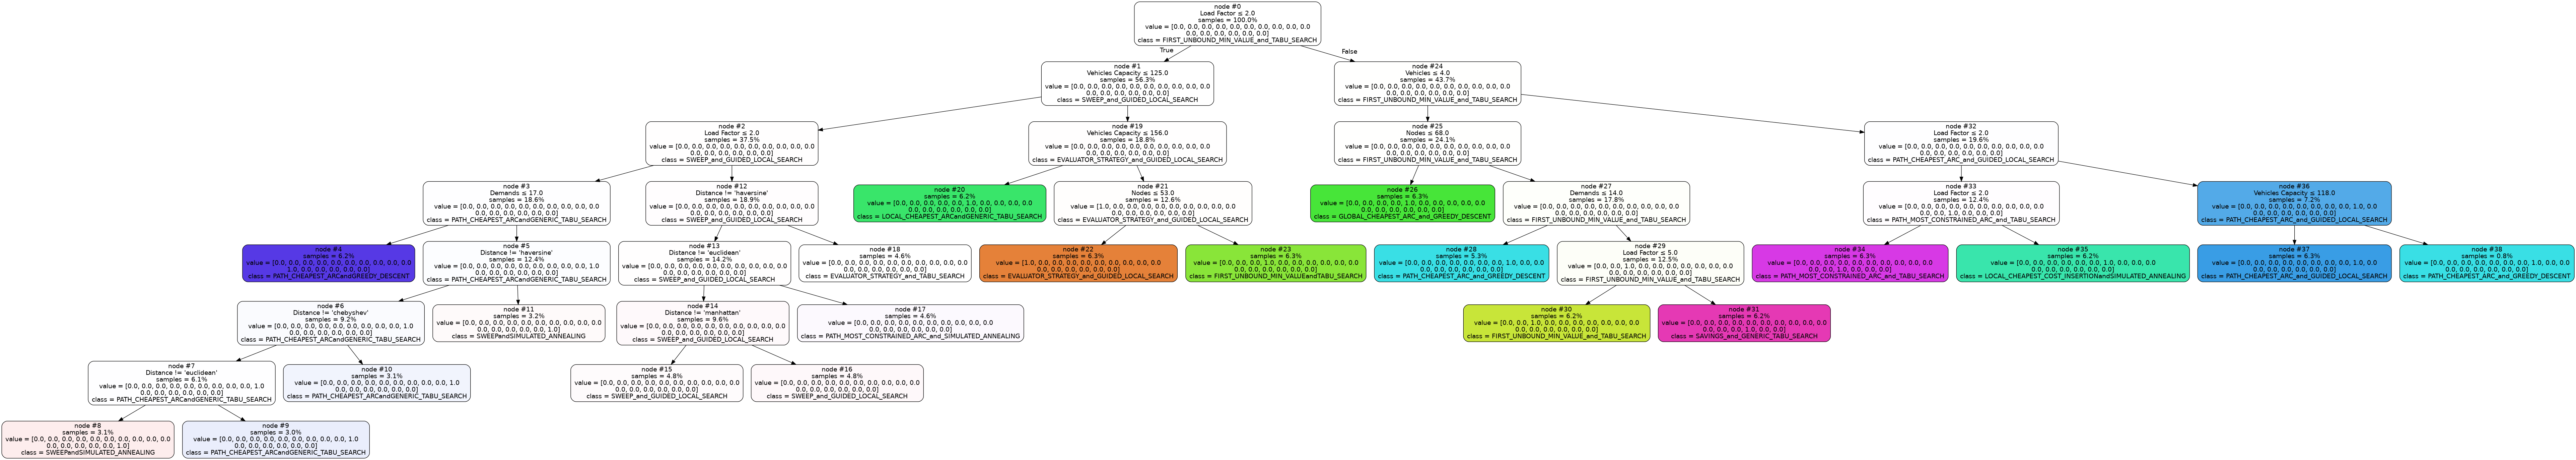 node #0
Load Factor ≤ 2.0
samples = 100.0%
value = [0.0, 0.0, 0.0, 0.0, 0.0, 0.0, 0.0, 0.0, 0.0, 0.0, 0.0
0.0, 0.0, 0.0, 0.0, 0.0, 0.0]
class = FIRST_UNBOUND_MIN_VALUE_and_TABU_SEARCH
True
False
node #1
Vehicles Capacity ≤ 125.0
samples = 56.3%
value = [0.0, 0.0, 0.0, 0.0, 0.0, 0.0, 0.0, 0.0, 0.0, 0.0, 0.0
0.0, 0.0, 0.0, 0.0, 0.0, 0.0]
class = SWEEP_and_GUIDED_LOCAL_SEARCH
node #24
Vehicles ≤ 4.0
samples = 43.7%
value = [0.0, 0.0, 0.0, 0.0, 0.0, 0.0, 0.0, 0.0, 0.0, 0.0, 0.0
0.0, 0.0, 0.0, 0.0, 0.0, 0.0]
class = FIRST_UNBOUND_MIN_VALUE_and_TABU_SEARCH
node #2
Load Factor ≤ 2.0
samples = 37.5%
value = [0.0, 0.0, 0.0, 0.0, 0.0, 0.0, 0.0, 0.0, 0.0, 0.0, 0.0
0.0, 0.0, 0.0, 0.0, 0.0, 0.0]
class = SWEEP_and_GUIDED_LOCAL_SEARCH
node #19
Vehicles Capacity ≤ 156.0
samples = 18.8%
value = [0.0, 0.0, 0.0, 0.0, 0.0, 0.0, 0.0, 0.0, 0.0, 0.0
0.0, 0.0, 0.0, 0.0, 0.0, 0.0]
class = EVALUATOR_STRATEGY_and_GUIDED_LOCAL_SEARCH
node #25
Nodes ≤ 68.0
samples = 24.1%
value = [0.0, 0.0, 0.0, 0.0, 0.0, 0.0, 0.0, 0.0, 0.0, 0.0, 0.0
0.0, 0.0, 0.0, 0.0, 0.0, 0.0]
class = FIRST_UNBOUND_MIN_VALUE_and_TABU_SEARCH
node #32
Load Factor ≤ 2.0
samples = 19.6%
value = [0.0, 0.0, 0.0, 0.0, 0.0, 0.0, 0.0, 0.0, 0.0, 0.0
0.0, 0.0, 0.0, 0.0, 0.0, 0.0]
class = PATH_CHEAPEST_ARC_and_GUIDED_LOCAL_SEARCH
node #3
Demands ≤ 17.0
samples = 18.6%
value = [0.0, 0.0, 0.0, 0.0, 0.0, 0.0, 0.0, 0.0, 0.0, 0.0, 0.0
0.0, 0.0, 0.0, 0.0, 0.0, 0.0]
class = PATH_CHEAPEST_ARCandGENERIC_TABU_SEARCH
node #12
Distance != 'haversine'
samples = 18.9%
value = [0.0, 0.0, 0.0, 0.0, 0.0, 0.0, 0.0, 0.0, 0.0, 0.0, 0.0
0.0, 0.0, 0.0, 0.0, 0.0, 0.0]
class = SWEEP_and_GUIDED_LOCAL_SEARCH
node #20
samples = 6.2%
value = [0.0, 0.0, 0.0, 0.0, 0.0, 0.0, 1.0, 0.0, 0.0, 0.0, 0.0
0.0, 0.0, 0.0, 0.0, 0.0, 0.0]
class = LOCAL_CHEAPEST_ARCandGENERIC_TABU_SEARCH
node #21
Nodes ≤ 53.0
samples = 12.6%
value = [1.0, 0.0, 0.0, 0.0, 0.0, 0.0, 0.0, 0.0, 0.0, 0.0, 0.0
0.0, 0.0, 0.0, 0.0, 0.0, 0.0]
class = EVALUATOR_STRATEGY_and_GUIDED_LOCAL_SEARCH
node #26
samples = 6.3%
value = [0.0, 0.0, 0.0, 0.0, 0.0, 1.0, 0.0, 0.0, 0.0, 0.0, 0.0
0.0, 0.0, 0.0, 0.0, 0.0, 0.0]
class = GLOBAL_CHEAPEST_ARC_and_GREEDY_DESCENT
node #27
Demands ≤ 14.0
samples = 17.8%
value = [0.0, 0.0, 0.0, 0.0, 0.0, 0.0, 0.0, 0.0, 0.0, 0.0, 0.0
0.0, 0.0, 0.0, 0.0, 0.0, 0.0]
class = FIRST_UNBOUND_MIN_VALUE_and_TABU_SEARCH
node #33
Load Factor ≤ 2.0
samples = 12.4%
value = [0.0, 0.0, 0.0, 0.0, 0.0, 0.0, 0.0, 0.0, 0.0, 0.0
0.0, 0.0, 1.0, 0.0, 0.0, 0.0]
class = PATH_MOST_CONSTRAINED_ARC_and_TABU_SEARCH
node #36
Vehicles Capacity ≤ 118.0
samples = 7.2%
value = [0.0, 0.0, 0.0, 0.0, 0.0, 0.0, 0.0, 0.0, 1.0, 0.0
0.0, 0.0, 0.0, 0.0, 0.0, 0.0]
class = PATH_CHEAPEST_ARC_and_GUIDED_LOCAL_SEARCH
node #4
samples = 6.2%
value = [0.0, 0.0, 0.0, 0.0, 0.0, 0.0, 0.0, 0.0, 0.0, 0.0, 0.0
1.0, 0.0, 0.0, 0.0, 0.0, 0.0]
class = PATH_CHEAPEST_ARCandGREEDY_DESCENT
node #5
Distance != 'haversine'
samples = 12.4%
value = [0.0, 0.0, 0.0, 0.0, 0.0, 0.0, 0.0, 0.0, 0.0, 0.0, 1.0
0.0, 0.0, 0.0, 0.0, 0.0, 0.0]
class = PATH_CHEAPEST_ARCandGENERIC_TABU_SEARCH
node #13
Distance != 'euclidean'
samples = 14.2%
value = [0.0, 0.0, 0.0, 0.0, 0.0, 0.0, 0.0, 0.0, 0.0, 0.0, 0.0
0.0, 0.0, 0.0, 0.0, 0.0, 0.0]
class = SWEEP_and_GUIDED_LOCAL_SEARCH
node #18
samples = 4.6%
value = [0.0, 0.0, 0.0, 0.0, 0.0, 0.0, 0.0, 0.0, 0.0, 0.0
0.0, 0.0, 0.0, 0.0, 0.0, 0.0]
class = EVALUATOR_STRATEGY_and_TABU_SEARCH
node #22
samples = 6.3%
value = [1.0, 0.0, 0.0, 0.0, 0.0, 0.0, 0.0, 0.0, 0.0, 0.0, 0.0
0.0, 0.0, 0.0, 0.0, 0.0, 0.0]
class = EVALUATOR_STRATEGY_and_GUIDED_LOCAL_SEARCH
node #23
samples = 6.3%
value = [0.0, 0.0, 0.0, 1.0, 0.0, 0.0, 0.0, 0.0, 0.0, 0.0, 0.0
0.0, 0.0, 0.0, 0.0, 0.0, 0.0]
class = FIRST_UNBOUND_MIN_VALUEandTABU_SEARCH
node #28
samples = 5.3%
value = [0.0, 0.0, 0.0, 0.0, 0.0, 0.0, 0.0, 1.0, 0.0, 0.0
0.0, 0.0, 0.0, 0.0, 0.0, 0.0]
class = PATH_CHEAPEST_ARC_and_GREEDY_DESCENT
node #29
Load Factor ≤ 5.0
samples = 12.5%
value = [0.0, 0.0, 1.0, 0.0, 0.0, 0.0, 0.0, 0.0, 0.0, 0.0, 0.0
0.0, 0.0, 0.0, 0.0, 0.0, 0.0]
class = FIRST_UNBOUND_MIN_VALUE_and_TABU_SEARCH
node #34
samples = 6.3%
value = [0.0, 0.0, 0.0, 0.0, 0.0, 0.0, 0.0, 0.0, 0.0, 0.0
0.0, 0.0, 1.0, 0.0, 0.0, 0.0]
class = PATH_MOST_CONSTRAINED_ARC_and_TABU_SEARCH
node #35
samples = 6.2%
value = [0.0, 0.0, 0.0, 0.0, 0.0, 0.0, 1.0, 0.0, 0.0, 0.0
0.0, 0.0, 0.0, 0.0, 0.0, 0.0]
class = LOCAL_CHEAPEST_COST_INSERTIONandSIMULATED_ANNEALING
node #37
samples = 6.3%
value = [0.0, 0.0, 0.0, 0.0, 0.0, 0.0, 0.0, 0.0, 1.0, 0.0
0.0, 0.0, 0.0, 0.0, 0.0, 0.0]
class = PATH_CHEAPEST_ARC_and_GUIDED_LOCAL_SEARCH
node #38
samples = 0.8%
value = [0.0, 0.0, 0.0, 0.0, 0.0, 0.0, 0.0, 1.0, 0.0, 0.0
0.0, 0.0, 0.0, 0.0, 0.0, 0.0]
class = PATH_CHEAPEST_ARC_and_GREEDY_DESCENT
node #6
Distance != 'chebyshev'
samples = 9.2%
value = [0.0, 0.0, 0.0, 0.0, 0.0, 0.0, 0.0, 0.0, 0.0, 0.0, 1.0
0.0, 0.0, 0.0, 0.0, 0.0, 0.0]
class = PATH_CHEAPEST_ARCandGENERIC_TABU_SEARCH
node #11
samples = 3.2%
value = [0.0, 0.0, 0.0, 0.0, 0.0, 0.0, 0.0, 0.0, 0.0, 0.0
0.0, 0.0, 0.0, 0.0, 0.0, 1.0]
class = SWEEPandSIMULATED_ANNEALING
node #14
Distance != 'manhattan'
samples = 9.6%
value = [0.0, 0.0, 0.0, 0.0, 0.0, 0.0, 0.0, 0.0, 0.0, 0.0
0.0, 0.0, 0.0, 0.0, 0.0, 0.0]
class = SWEEP_and_GUIDED_LOCAL_SEARCH
node #17
samples = 4.6%
value = [0.0, 0.0, 0.0, 0.0, 0.0, 0.0, 0.0, 0.0, 0.0, 0.0, 0.0
0.0, 0.0, 0.0, 0.0, 0.0, 0.0]
class = PATH_MOST_CONSTRAINED_ARC_and_SIMULATED_ANNEALING
node #30
samples = 6.2%
value = [0.0, 0.0, 1.0, 0.0, 0.0, 0.0, 0.0, 0.0, 0.0, 0.0, 0.0
0.0, 0.0, 0.0, 0.0, 0.0, 0.0]
class = FIRST_UNBOUND_MIN_VALUE_and_TABU_SEARCH
node #31
samples = 6.2%
value = [0.0, 0.0, 0.0, 0.0, 0.0, 0.0, 0.0, 0.0, 0.0, 0.0
0.0, 0.0, 0.0, 1.0, 0.0, 0.0]
class = SAVINGS_and_GENERIC_TABU_SEARCH
node #7
Distance != 'euclidean'
samples = 6.1%
value = [0.0, 0.0, 0.0, 0.0, 0.0, 0.0, 0.0, 0.0, 0.0, 0.0, 1.0
0.0, 0.0, 0.0, 0.0, 0.0, 0.0]
class = PATH_CHEAPEST_ARCandGENERIC_TABU_SEARCH
node #10
samples = 3.1%
value = [0.0, 0.0, 0.0, 0.0, 0.0, 0.0, 0.0, 0.0, 0.0, 0.0, 1.0
0.0, 0.0, 0.0, 0.0, 0.0, 0.0]
class = PATH_CHEAPEST_ARCandGENERIC_TABU_SEARCH
node #15
samples = 4.8%
value = [0.0, 0.0, 0.0, 0.0, 0.0, 0.0, 0.0, 0.0, 0.0, 0.0, 0.0
0.0, 0.0, 0.0, 0.0, 0.0, 0.0]
class = SWEEP_and_GUIDED_LOCAL_SEARCH
node #16
samples = 4.8%
value = [0.0, 0.0, 0.0, 0.0, 0.0, 0.0, 0.0, 0.0, 0.0, 0.0, 0.0
0.0, 0.0, 0.0, 0.0, 0.0, 0.0]
class = SWEEP_and_GUIDED_LOCAL_SEARCH
node #8
samples = 3.1%
value = [0.0, 0.0, 0.0, 0.0, 0.0, 0.0, 0.0, 0.0, 0.0, 0.0, 0.0
0.0, 0.0, 0.0, 0.0, 0.0, 1.0]
class = SWEEPandSIMULATED_ANNEALING
node #9
samples = 3.0%
value = [0.0, 0.0, 0.0, 0.0, 0.0, 0.0, 0.0, 0.0, 0.0, 0.0, 1.0
0.0, 0.0, 0.0, 0.0, 0.0, 0.0]
class = PATH_CHEAPEST_ARCandGENERIC_TABU_SEARCH